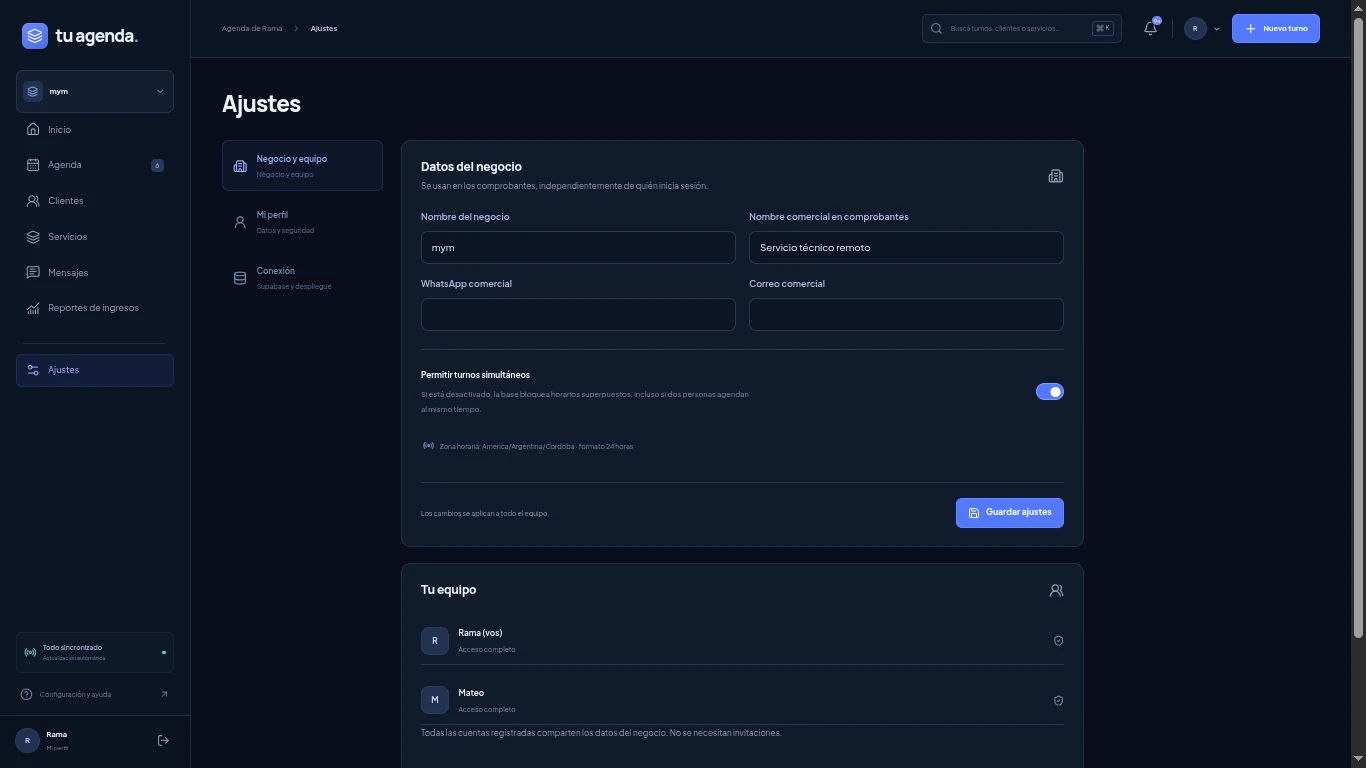 tu agenda.
mym
Inicio
Agenda
6
Clientes
Servicios
Mensajes
Reportes de ingresos
Ajustes
Todo sincronizado
Actualización automática
Configuración y ayuda
R
Rama
Mi perfil
Agenda de Rama
Ajustes
Buscá turnos, clientes o servicios...
⌘ K
9+
R
Nuevo turno
Ajustes
Negocio y equipo
Negocio y equipo
Mi perfil
Datos y seguridad
Conexión
Supabase y despliegue
Datos del negocio
Se usan en los comprobantes, independientemente de quién inicia sesión.
Nombre del negocio
Nombre comercial en comprobantes
mym
Servicio técnico remoto
WhatsApp comercial
Correo comercial
Permitir turnos simultáneos
Si está desactivado, la base bloquea horarios superpuestos, incluso si dos personas agendan
al mismo tiempo.
Zona horaria: America/Argentina/Cordoba · formato 24 horas
Los cambios se aplican a todo el equipo.
Guardar ajustes
Tu equipo
R
Rama (vos)
Acceso completo
M
Mateo
Acceso completo
Todas las cuentas registradas comparten los datos del negocio. No se necesitan invitaciones.